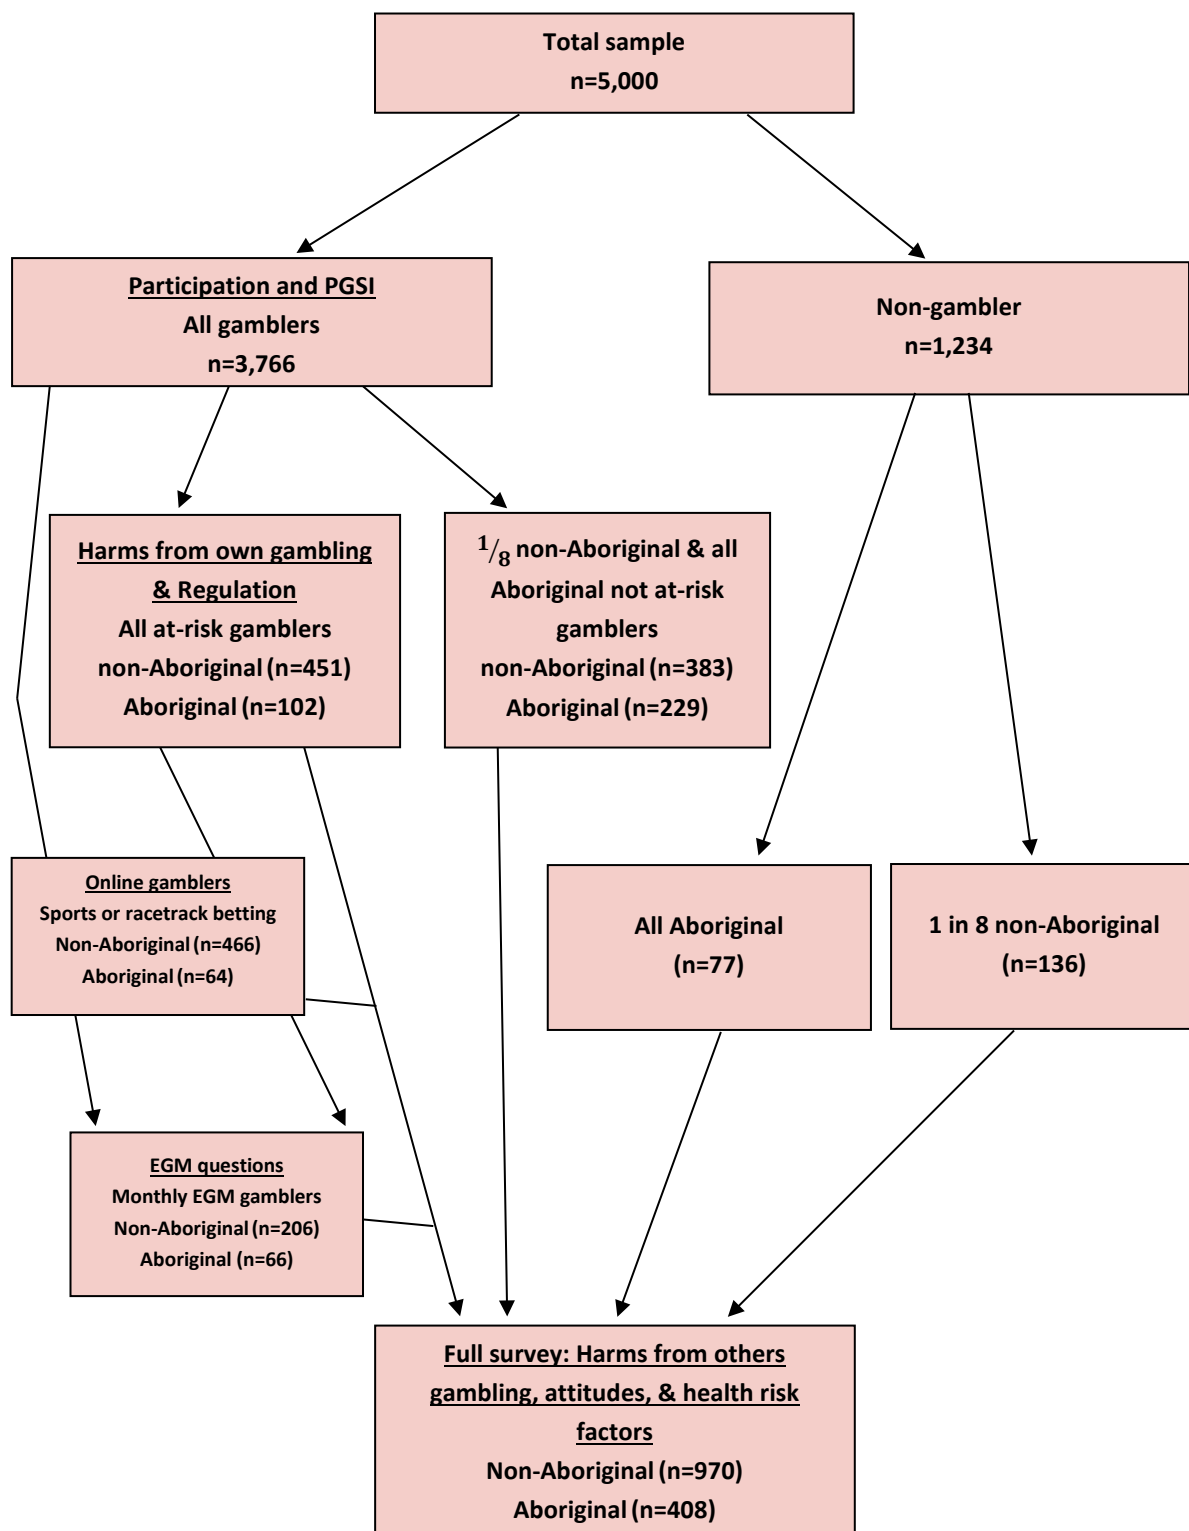 Total sample
n=5,000
Participation and PGSI
All gamblers
n=3,766
Non-gambler
n=1,234
Harms from own gambling
& Regulation
All at-risk gamblers
non-Aboriginal (n=451)
Aboriginal (n=102)
1/8 non-Aboriginal & all
Aboriginal not at-risk
gamblers
non-Aboriginal (n=383)
Aboriginal (n=229)
Online gamblers
Sports or racetrack betting
Non-Aboriginal (n=466)
Aboriginal (n=64)
All Aboriginal
(n=77)
1 in 8 non-Aboriginal
(n=136)
EGM questions
Monthly EGM gamblers
Non-Aboriginal (n=206)
Aboriginal (n=66)
Full survey: Harms from others
gambling, attitudes, & health risk
factors
Non-Aboriginal (n=970)
Aboriginal (n=408)